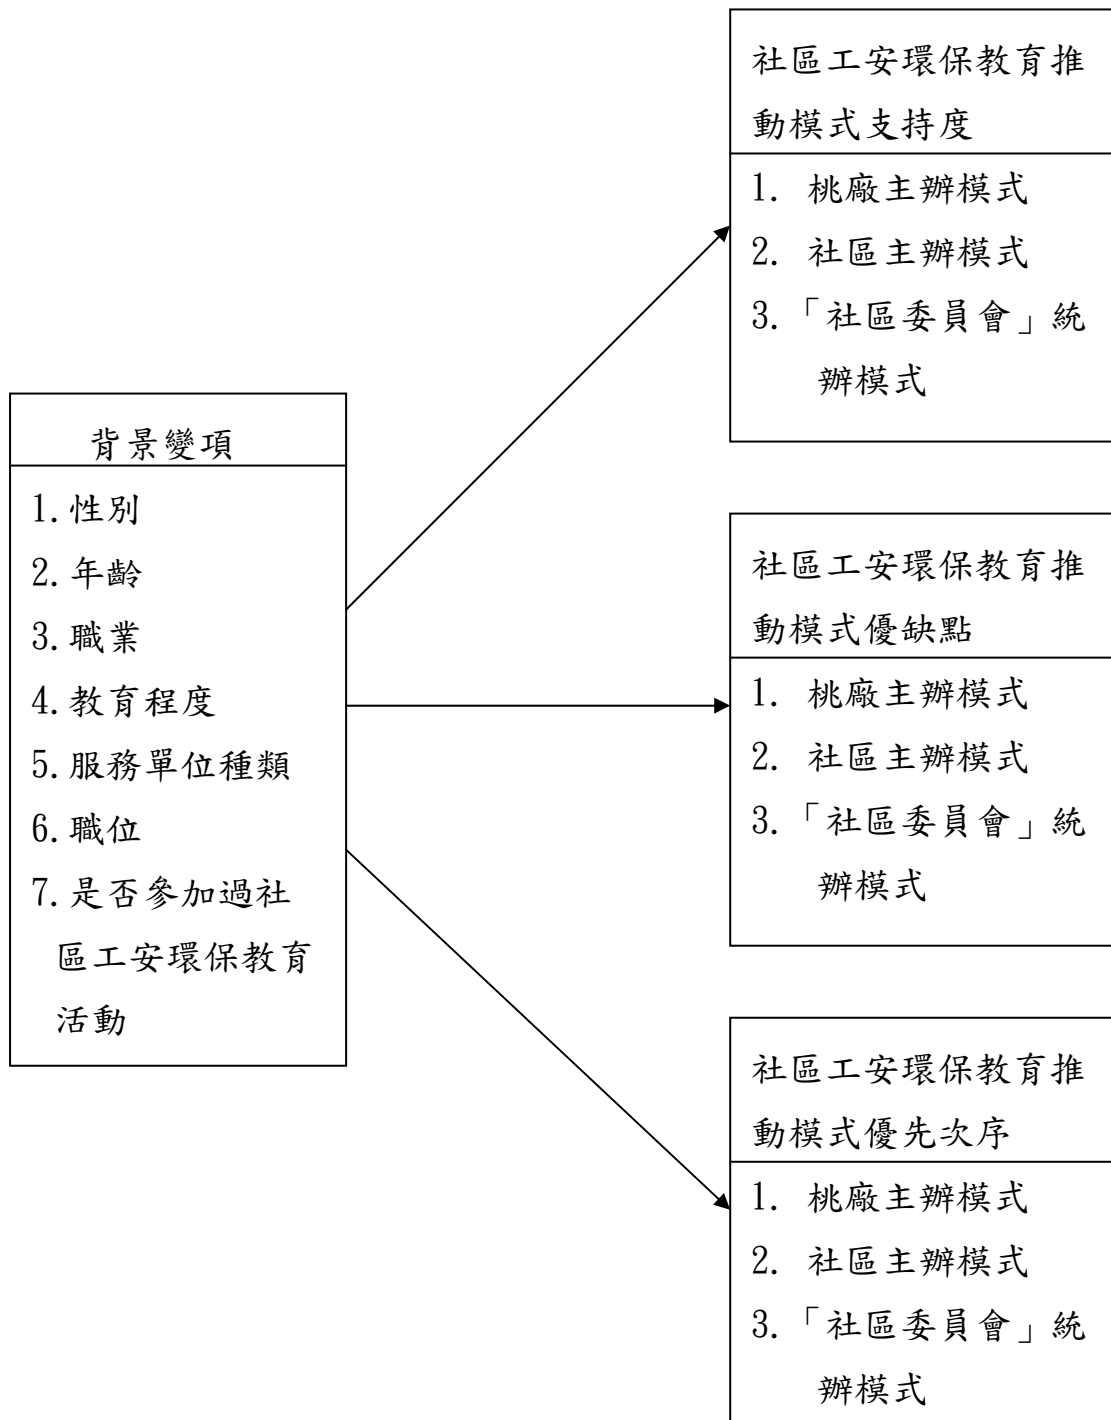 社區工安環保教育推
動模式支持度
1. 桃廠主辦模式
2. 社區主辦模式
3.「社區委員會」統
辦模式
背景變項
1.性別
2.年齡
3.職業
4.教育程度
5.服務單位種類
6.職位
7.是否參加過社
區工安環保教育
活動
社區工安環保教育推
動模式優缺點
1. 桃廠主辦模式
2. 社區主辦模式
3.「社區委員會」統
辦模式
社區工安環保教育推
動模式優先次序
1. 桃廠主辦模式
2. 社區主辦模式
3.「社區委員會」統
辦模式